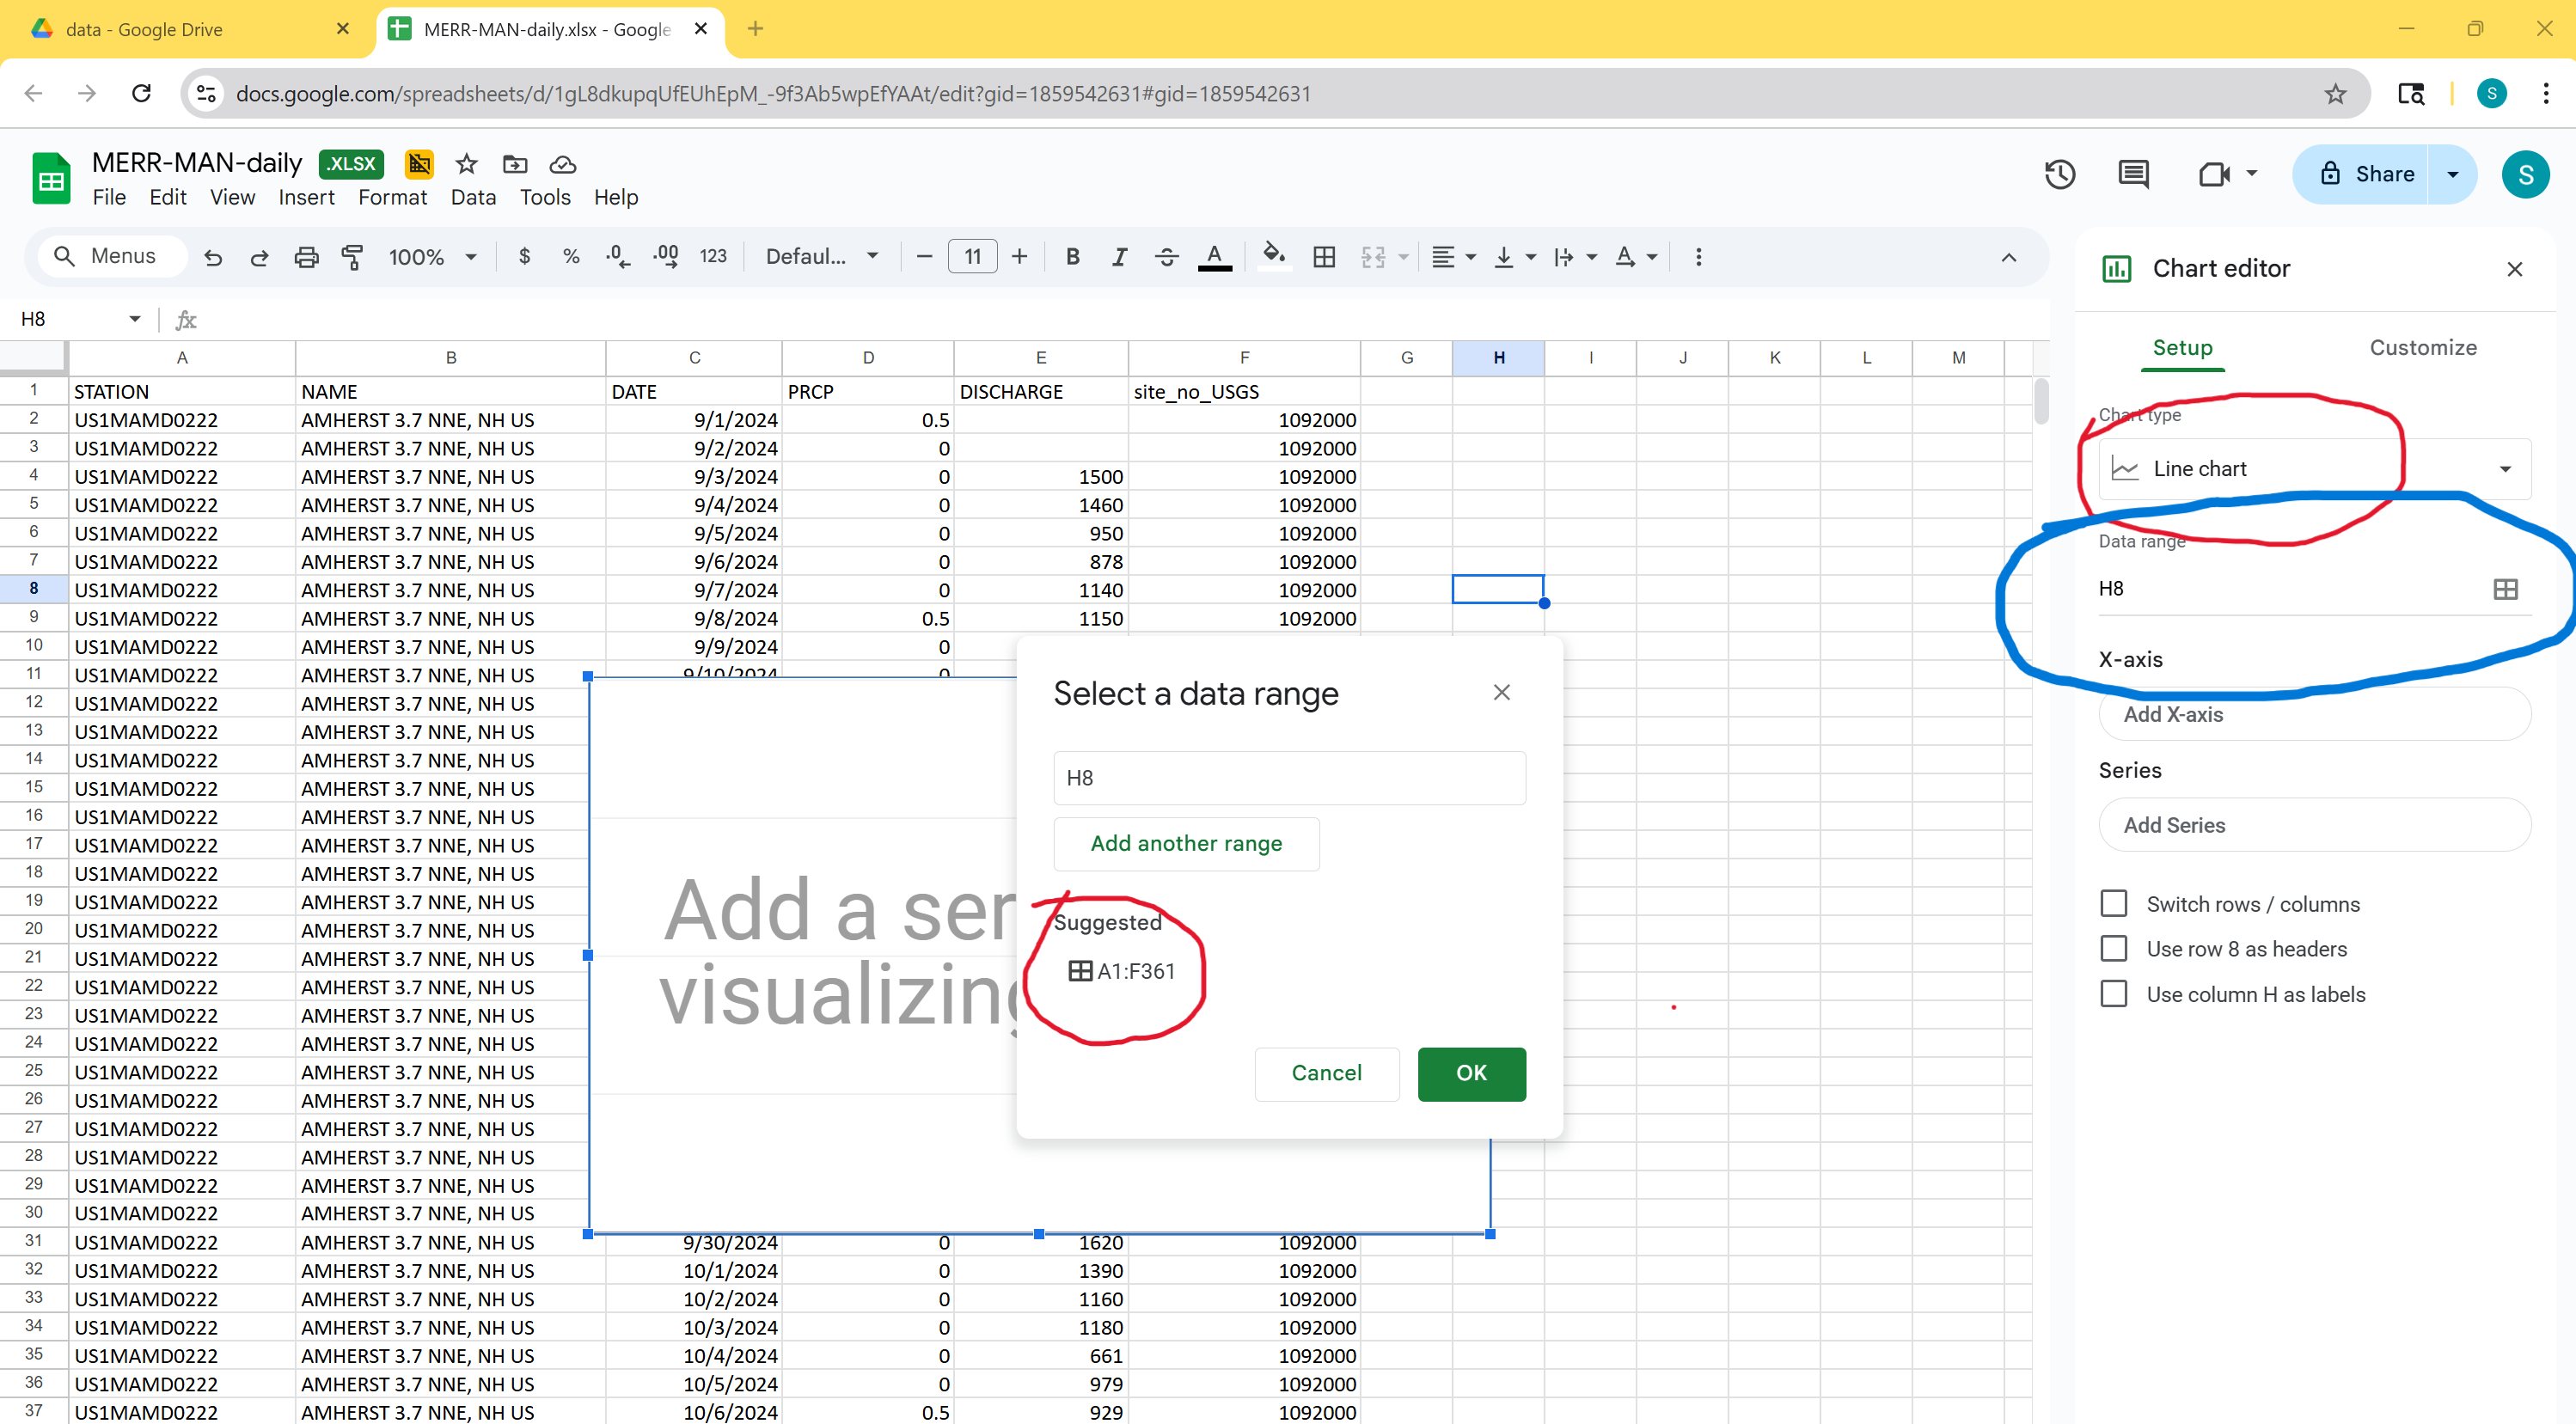 data - Google Drive
MERR-MAN-daily.xlsx - Google
docs.google.com/spreadsheets/d/1gL8dkupqUfEUhEpM_-9f3Ab5wpEfYAAt/edit?gid=1859542631#gid=1859542631
S
MERR-MAN-daily .XLSX
File Edit View Insert Format Data Tools Help
Share
S
Menus 100% $ % .0 .00 123 Defaul... 11 B I A A
Chart editor
H8 fx
Setup Customize
A B C D E F G H I J K L M
1 STATION NAME DATE PRCP DISCHARGE site_no_USGS
2 US1MAMD0222 AMHERST 3.7 NNE, NH US 9/1/2024 0.5 1092000
3 US1MAMD0222 AMHERST 3.7 NNE, NH US 9/2/2024 0 1092000
4 US1MAMD0222 AMHERST 3.7 NNE, NH US 9/3/2024 0 1500 1092000
5 US1MAMD0222 AMHERST 3.7 NNE, NH US 9/4/2024 0 1460 1092000
6 US1MAMD0222 AMHERST 3.7 NNE, NH US 9/5/2024 0 950 1092000
7 US1MAMD0222 AMHERST 3.7 NNE, NH US 9/6/2024 0 878 1092000
8 US1MAMD0222 AMHERST 3.7 NNE, NH US 9/7/2024 0 1140 1092000
9 US1MAMD0222 AMHERST 3.7 NNE, NH US 9/8/2024 0.5 1150 1092000
10 US1MAMD0222 AMHERST 3.7 NNE, NH US 9/9/2024 0
11 US1MAMD0222 AMHERST 3.7 NNE, NH US 9/10/2024 0
12 US1MAMD0222 AMHERST 3.7 NNE, NH US
13 US1MAMD0222 AMHERST 3.7 NNE, NH US
14 US1MAMD0222 AMHERST 3.7 NNE, NH US
15 US1MAMD0222 AMHERST 3.7 NNE, NH US
16 US1MAMD0222 AMHERST 3.7 NNE, NH US
17 US1MAMD0222 AMHERST 3.7 NNE, NH US
18 US1MAMD0222 AMHERST 3.7 NNE, NH US
19 US1MAMD0222 AMHERST 3.7 NNE, NH US
20 US1MAMD0222 AMHERST 3.7 NNE, NH US
21 US1MAMD0222 AMHERST 3.7 NNE, NH US
22 US1MAMD0222 AMHERST 3.7 NNE, NH US
23 US1MAMD0222 AMHERST 3.7 NNE, NH US
24 US1MAMD0222 AMHERST 3.7 NNE, NH US
25 US1MAMD0222 AMHERST 3.7 NNE, NH US
26 US1MAMD0222 AMHERST 3.7 NNE, NH US
27 US1MAMD0222 AMHERST 3.7 NNE, NH US
28 US1MAMD0222 AMHERST 3.7 NNE, NH US
29 US1MAMD0222 AMHERST 3.7 NNE, NH US
30 US1MAMD0222 AMHERST 3.7 NNE, NH US
31 US1MAMD0222 AMHERST 3.7 NNE, NH US 9/30/2024 0 1620 1092000
32 US1MAMD0222 AMHERST 3.7 NNE, NH US 10/1/2024 0 1390 1092000
33 US1MAMD0222 AMHERST 3.7 NNE, NH US 10/2/2024 0 1160 1092000
34 US1MAMD0222 AMHERST 3.7 NNE, NH US 10/3/2024 0 1180 1092000
35 US1MAMD0222 AMHERST 3.7 NNE, NH US 10/4/2024 0 661 1092000
36 US1MAMD0222 AMHERST 3.7 NNE, NH US 10/5/2024 0 979 1092000
37 US1MAMD0222 AMHERST 3.7 NNE, NH US 10/6/2024 0.5 929 1092000
Add a ser
visualizing
Select a data range
H8
Add another range
Suggested
A1:F361
Cancel OK
Chart type
Line chart
Data range
H8
X-axis
Add X-axis
Series
Add Series
Switch rows / columns
Use row 8 as headers
Use column H as labels